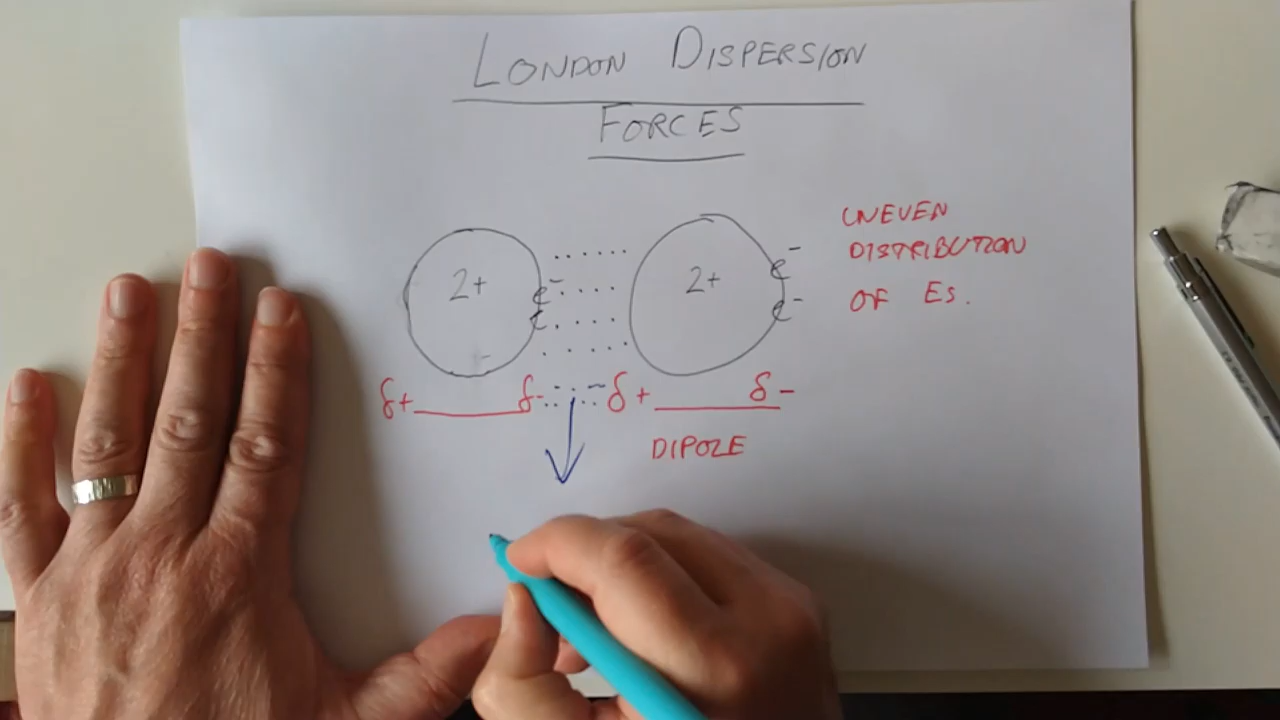 LONDON DISPERSION
FORCES
UNEVEN
DISTRIBUTION
OF ES.
2+ 2+
e-
e-
e-
e-
δ+ δ- δ+ δ-
DIPOLE